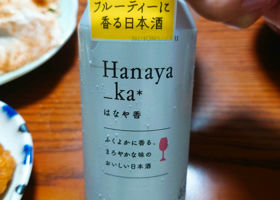 フルーティーに
香る日本酒
Hanaya
_ka*
はなや香
ふくよかに香る、
まろやかな味の
おいしい日本酒